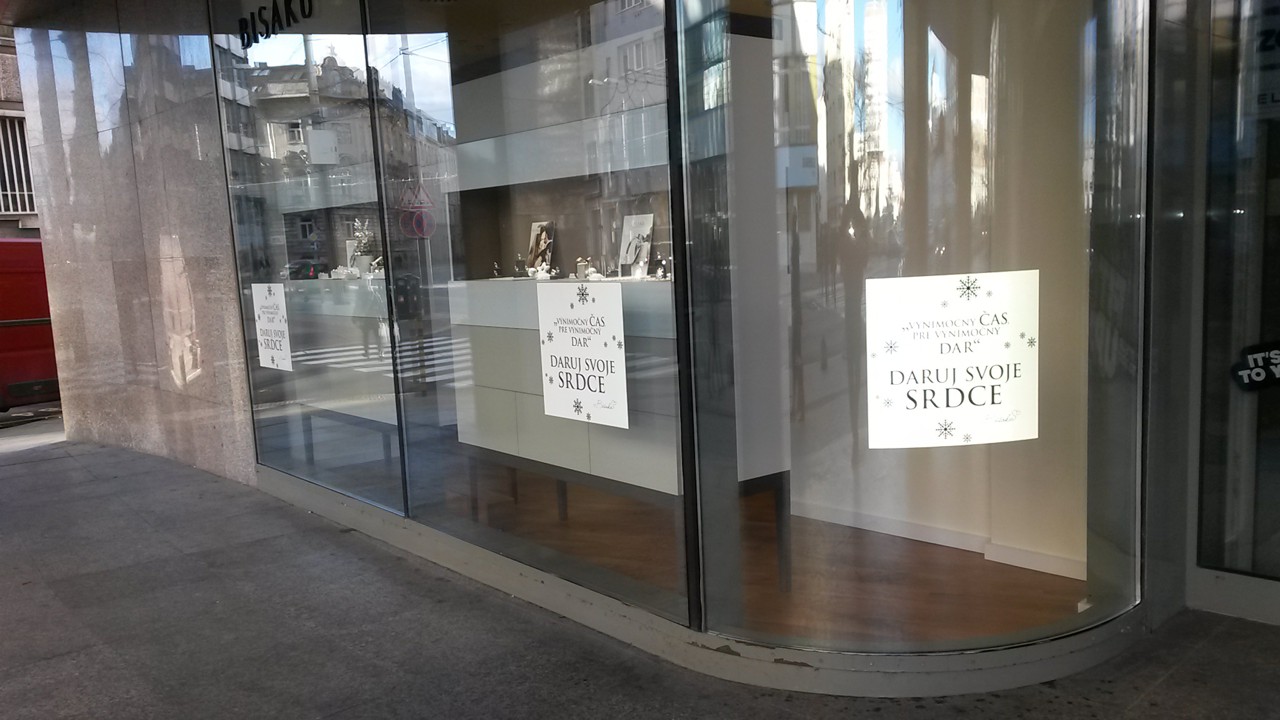 BISAKU
„VÝNIMOČNÝ ČAS
PRE VÝNIMOČNÝ
DAR“
DARUJ SVOJE
SRDCE
„VÝNIMOČNÝ ČAS
PRE VÝNIMOČNÝ
DAR“
DARUJ SVOJE
SRDCE
„VÝNIMOČNÝ ČAS
PRE VÝNIMOČNÝ
DAR“
DARUJ SVOJE
SRDCE
IT'S
TO